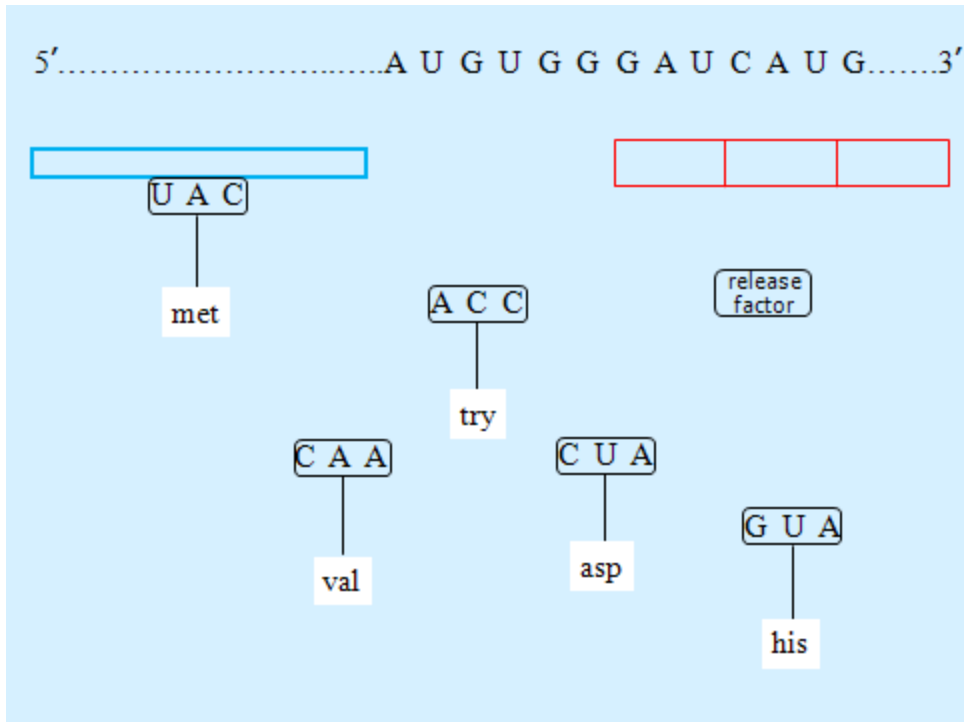 5′..............................A U G U G G G A U C A U G.......3′
U A C
met
A C C
try
release
factor
C A A
val
C U A
asp
G U A
his